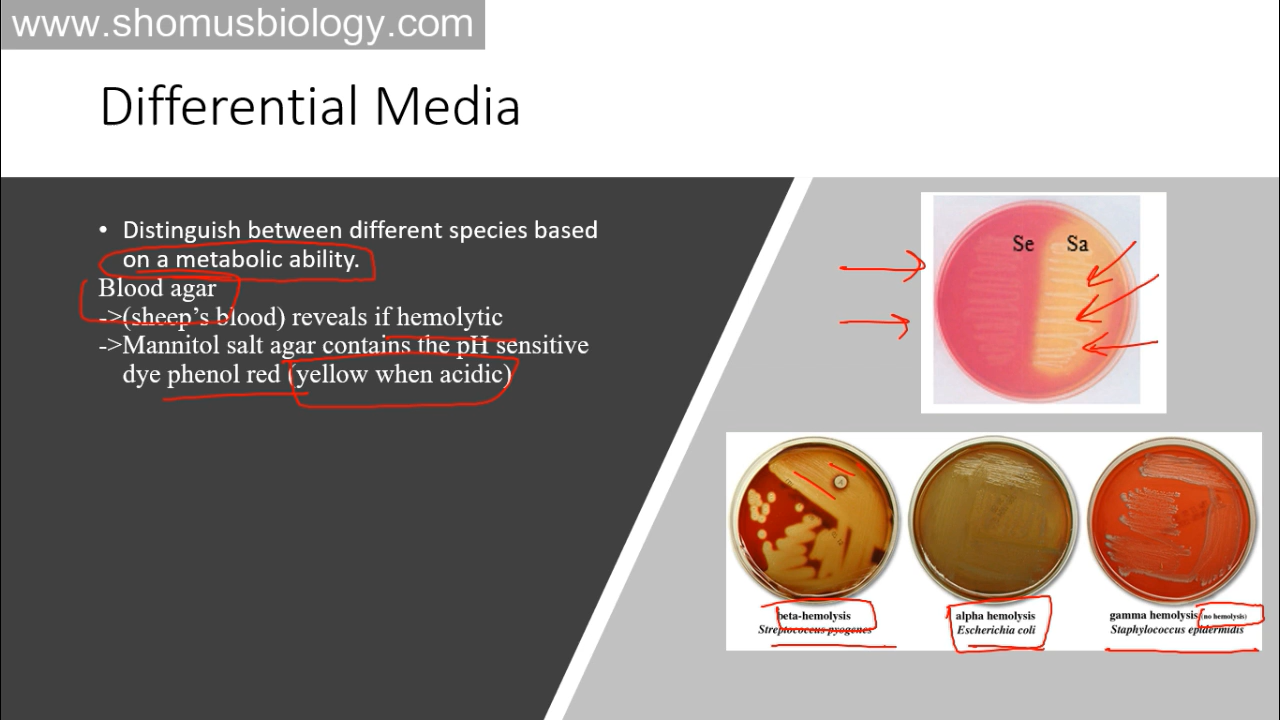 www.shomusbiology.com
Differential Media
• Distinguish between different species based
on a metabolic ability.
Blood agar
->(sheep's blood) reveals if hemolytic
->Mannitol salt agar contains the pH sensitive
dye phenol red (yellow when acidic)
Se Sa
beta-hemolysis
Streptococcus pyogenes
alpha hemolysis
Escherichia coli
gamma hemolysis (no hemolysis)
Staphylococcus epidermidis